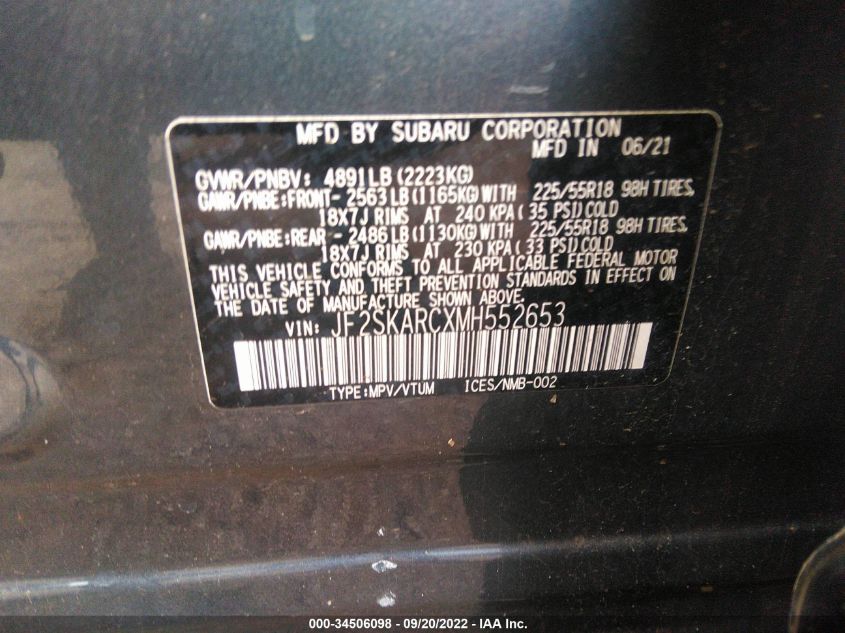 MFD BY SUBARU CORPORATION
MFD IN 06/21
GVWR/PNBV: 4891LB (2223KG)
GAWR/PNBE:FRONT- 2563LB (1165KG) WITH 225/55R18 98H TIRES,
18X7J RIMS AT 240 KPA ( 35 PSI) COLD
GAWR/PNBE:REAR - 2486LB (1130KG) WITH 225/55R18 98H TIRES,
18X7J RIMS AT 230 KPA ( 33 PSI) COLD
THIS VEHICLE CONFORMS TO ALL APPLICABLE FEDERAL MOTOR
VEHICLE SAFETY AND THEFT PREVENTION STANDARDS IN EFFECT ON
THE DATE OF MANUFACTURE SHOWN ABOVE.
VIN: JF2SKARCXMH552653
TYPE:MPV/VTUM ICES/NMB-002
000-34506098 - 09/20/2022 - IAA Inc.